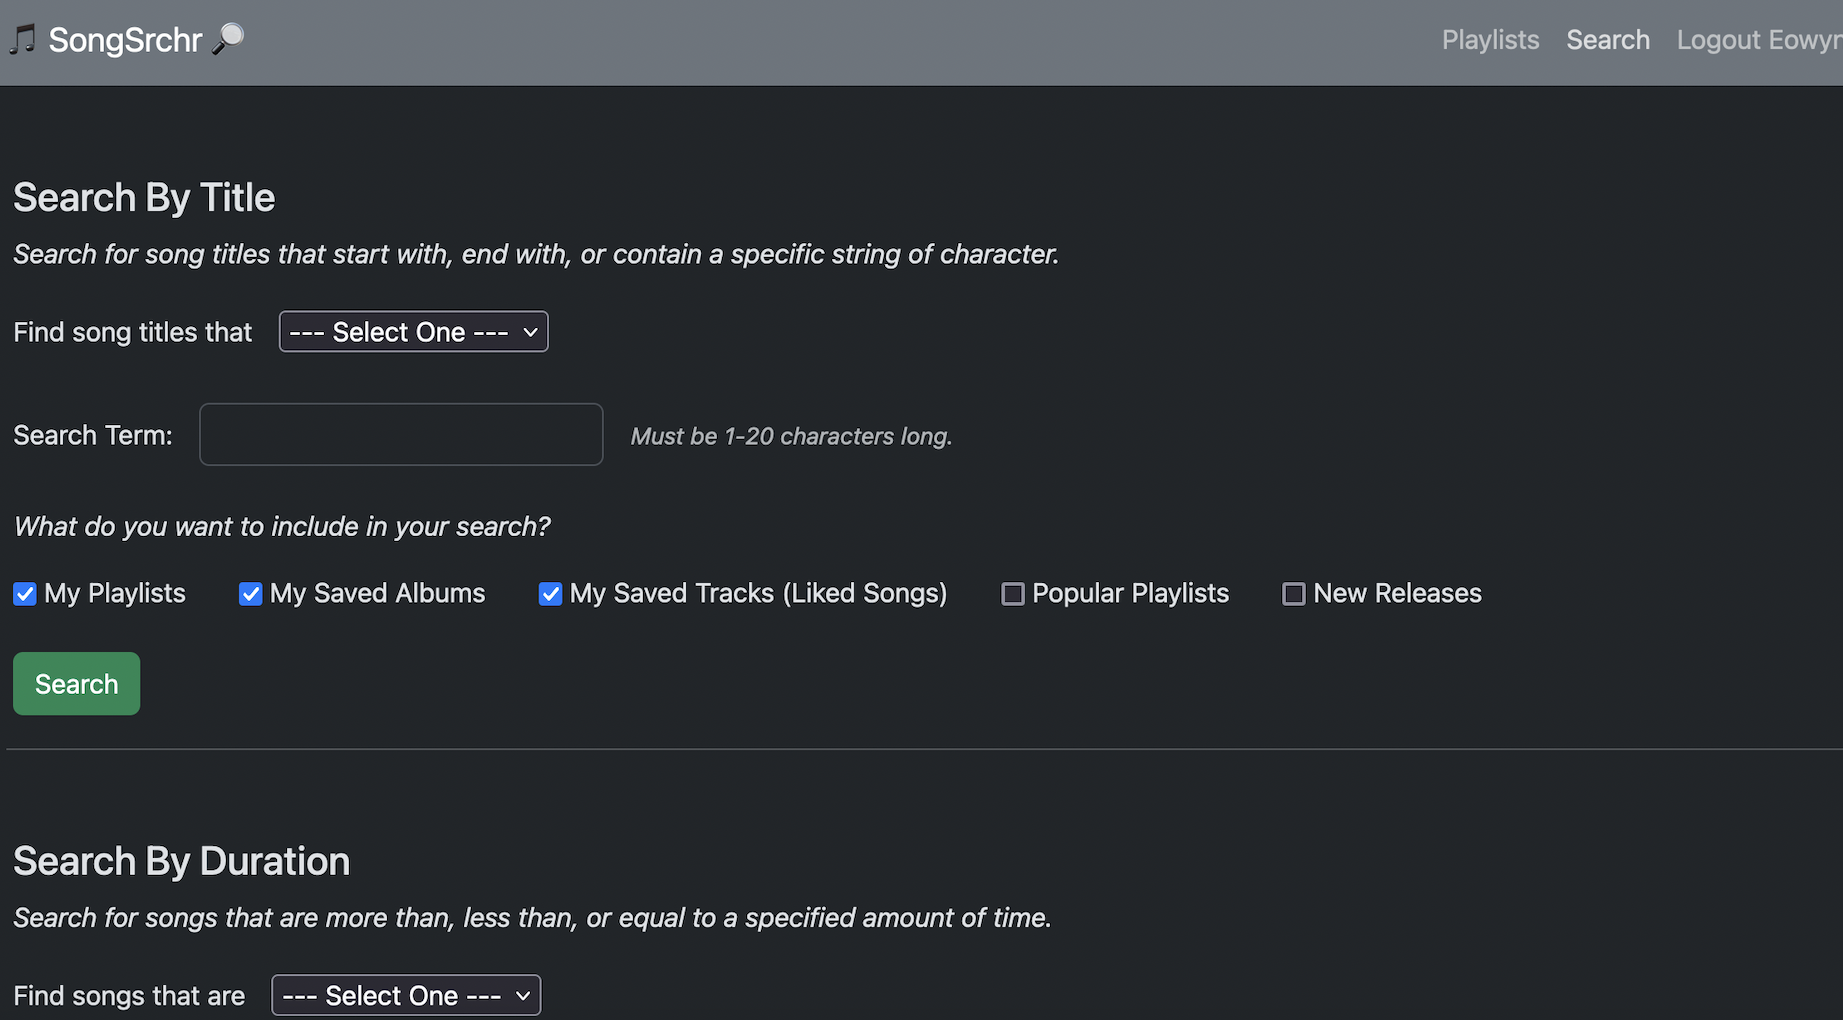 SongSrchr
Playlists Search Logout Eowyn
Search By Title
Search for song titles that start with, end with, or contain a specific string of character.
Find song titles that --- Select One ---
Search Term: Must be 1-20 characters long.
What do you want to include in your search?
My Playlists My Saved Albums My Saved Tracks (Liked Songs) Popular Playlists New Releases
Search
Search By Duration
Search for songs that are more than, less than, or equal to a specified amount of time.
Find songs that are --- Select One ---